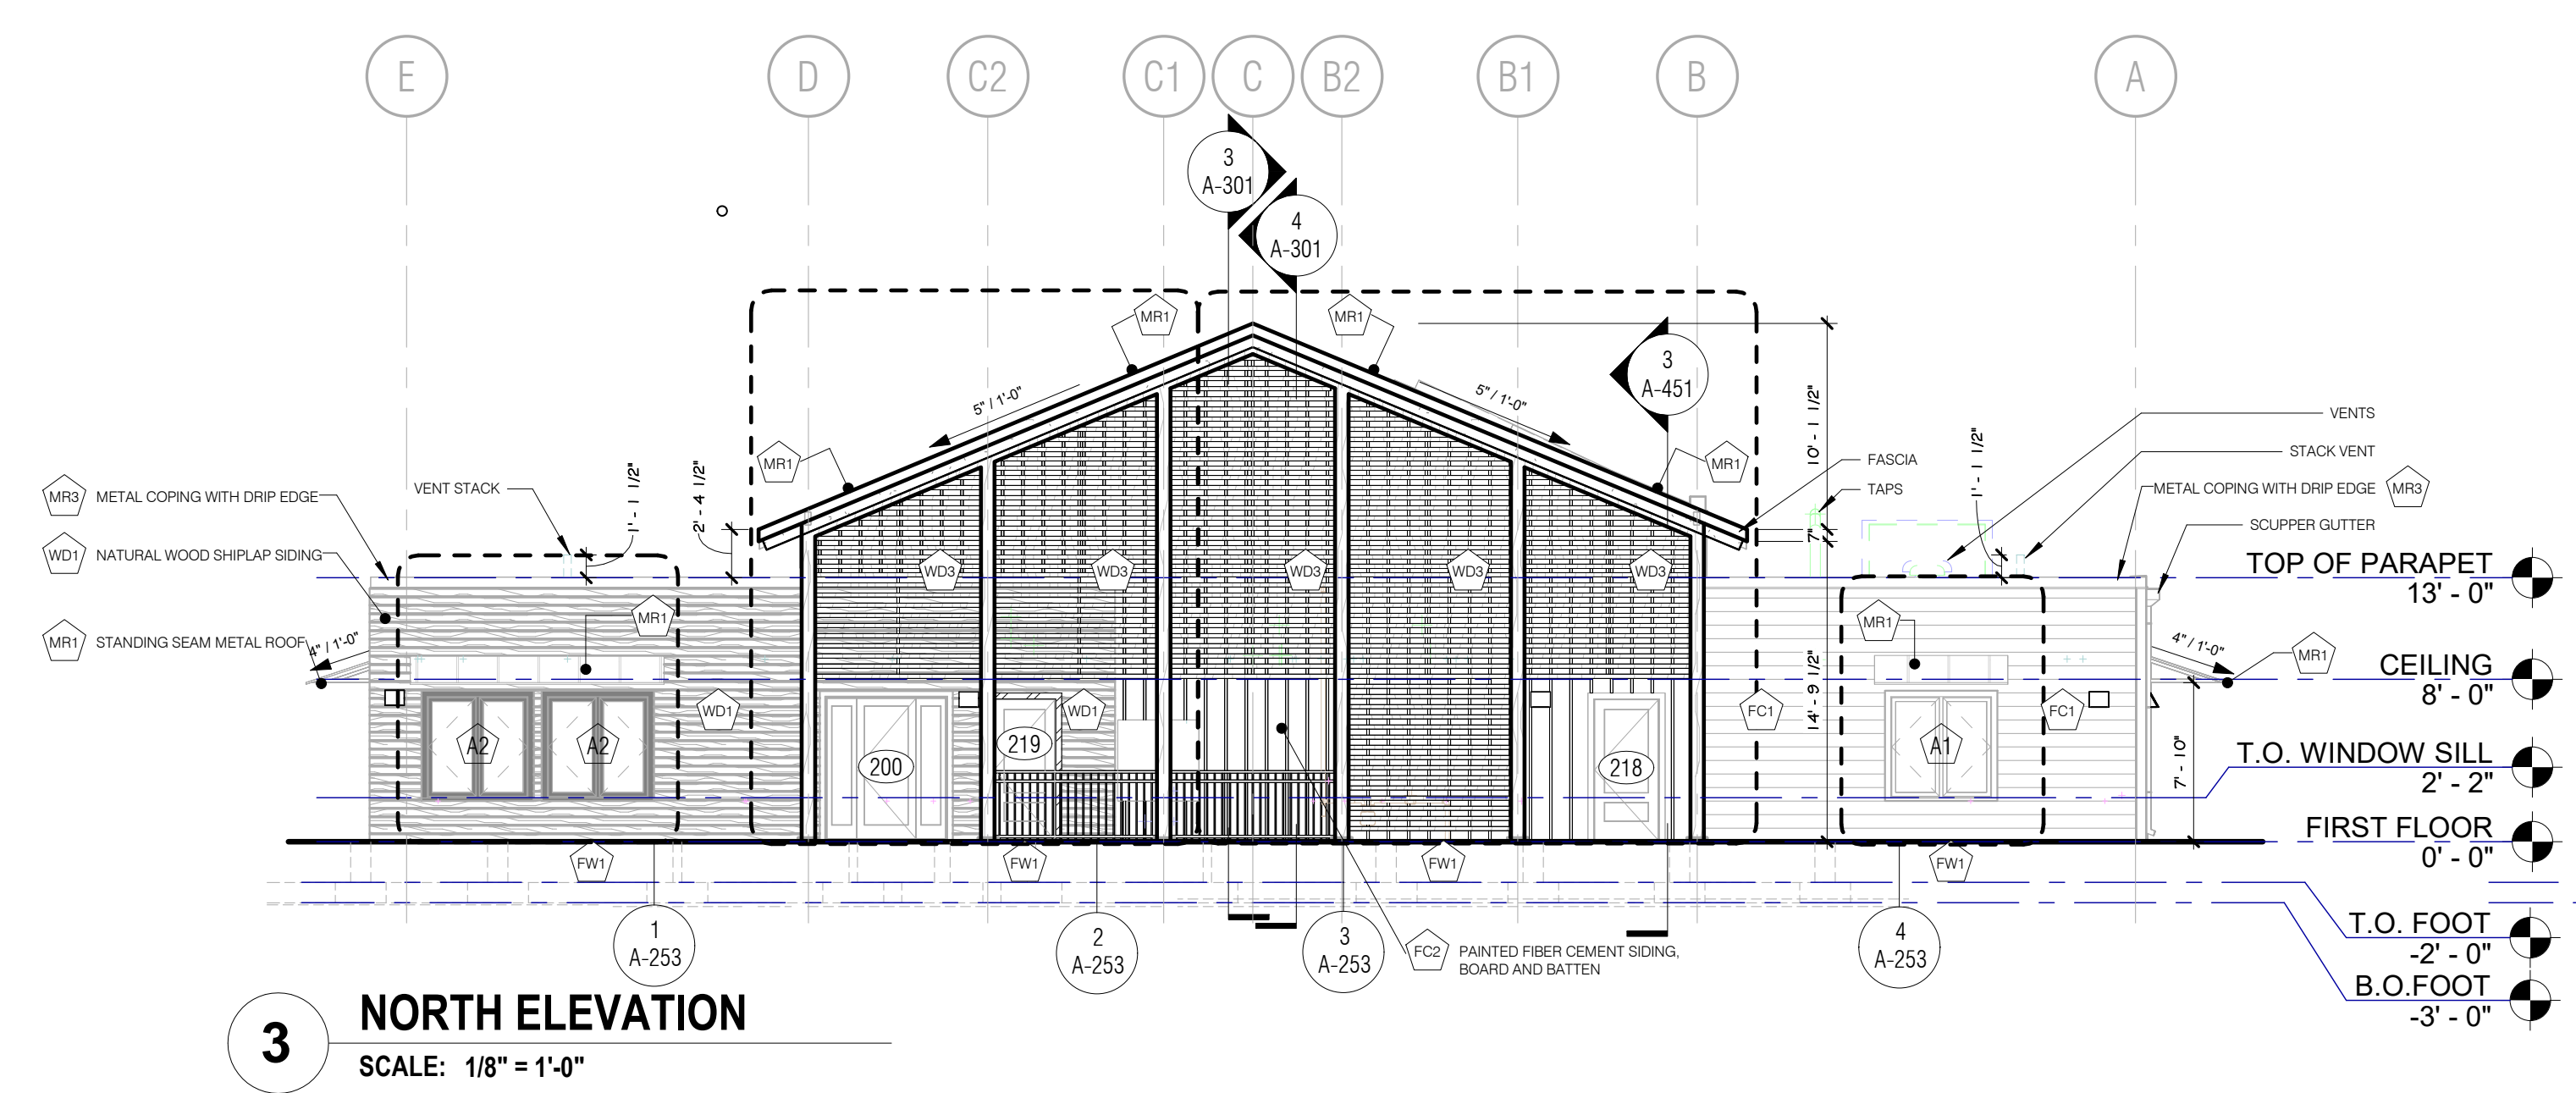 E D C2 C1 C B2 B1 B A
3
A-301
4
A-301
3
A-451
MR1 MR1
5" / 1'-0" 5" / 1'-0"
MR1 MR1
10' - 1 1/2"
7"
14' - 9 1/2"
MR3 METAL COPING WITH DRIP EDGE
WD1 NATURAL WOOD SHIPLAP SIDING
MR1 STANDING SEAM METAL ROOF
4" / 1'-0"
VENT STACK
1' - 1 1/2"
2' - 4 1/2"
MR1
WD3 WD3 WD3 WD3 WD3
FASCIA
TAPS
1' - 1 1/2"
VENTS
STACK VENT
METAL COPING WITH DRIP EDGE MR3
SCUPPER GUTTER
MR1
4" / 1'-0"
MR1
7' - 10"
A2 A2 WD1 200 219 WD1 218 FC1 A1 FC1
FW1 FW1 FW1 FW1
TOP OF PARAPET
13' - 0"
CEILING
8' - 0"
T.O. WINDOW SILL
2' - 2"
FIRST FLOOR
0' - 0"
T.O. FOOT
-2' - 0"
B.O.FOOT
-3' - 0"
1
A-253
2
A-253
3
A-253
FC2 PAINTED FIBER CEMENT SIDING,
BOARD AND BATTEN
4
A-253
3 NORTH ELEVATION
SCALE: 1/8" = 1'-0"